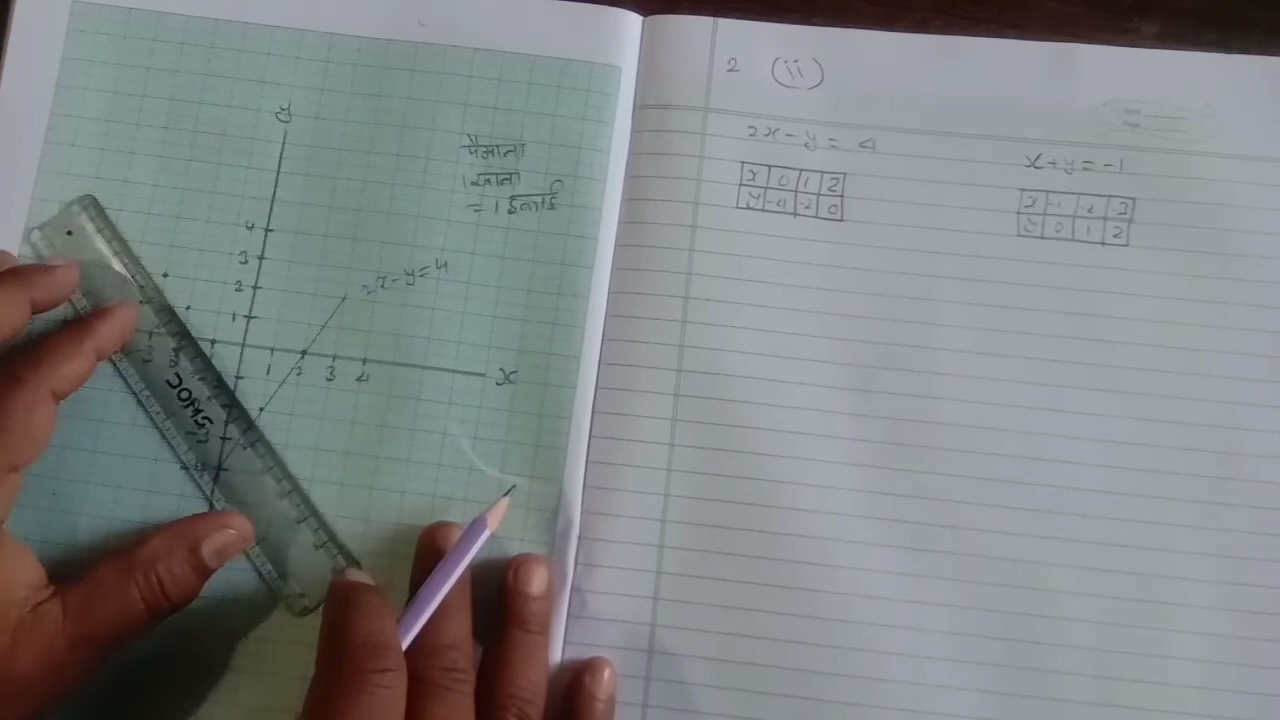 y
पैमाना
1 खाना
= 1 इकाई
4
3
2
1
2x-y=4
1 2 3 4
x
SWOC
2 (ii)
2x-y = 4
x 0 1 2
y -4 -2 0
x+y = -1
x -1 -2 -3
y 0 1 2